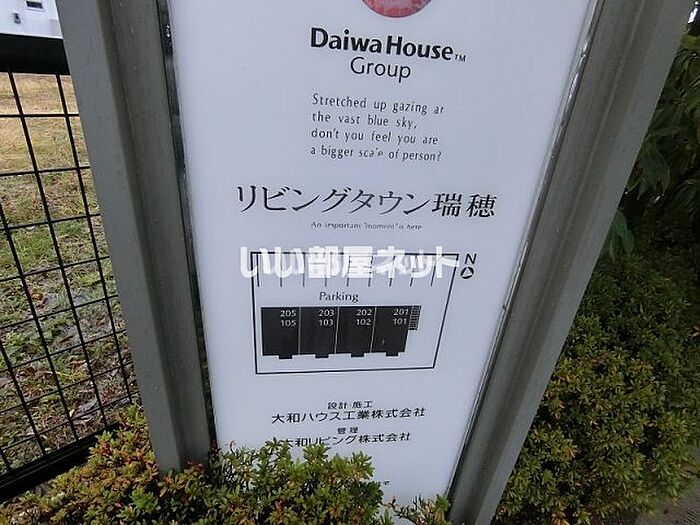 Daiwa House™
Group
Stretched up gazing at
the vast blue sky,
don't you feel you are
a bigger scale of person?
リビングタウン瑞穂
An important "moment" is here
いい部屋ネット
N
Parking
205 203 202 201
105 103 102 101
設計・施工
大和ハウス工業株式会社
管理
大和リビング株式会社